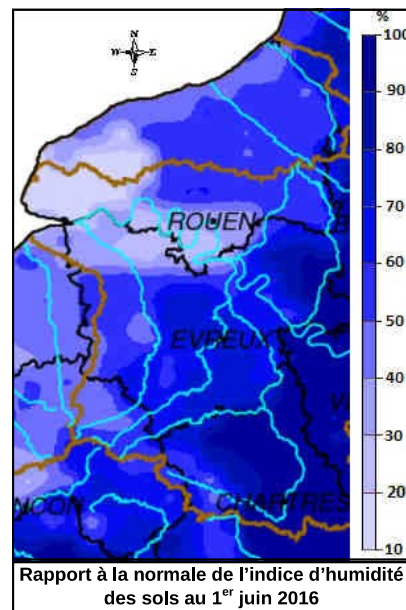 %
100
90
80
70
60
50
40
30
20
10
N
W E
S
ROUEN
EVREUX
NCON
CHARTRES
Rapport à la normale de l'indice d'humidité
des sols au 1er juin 2016